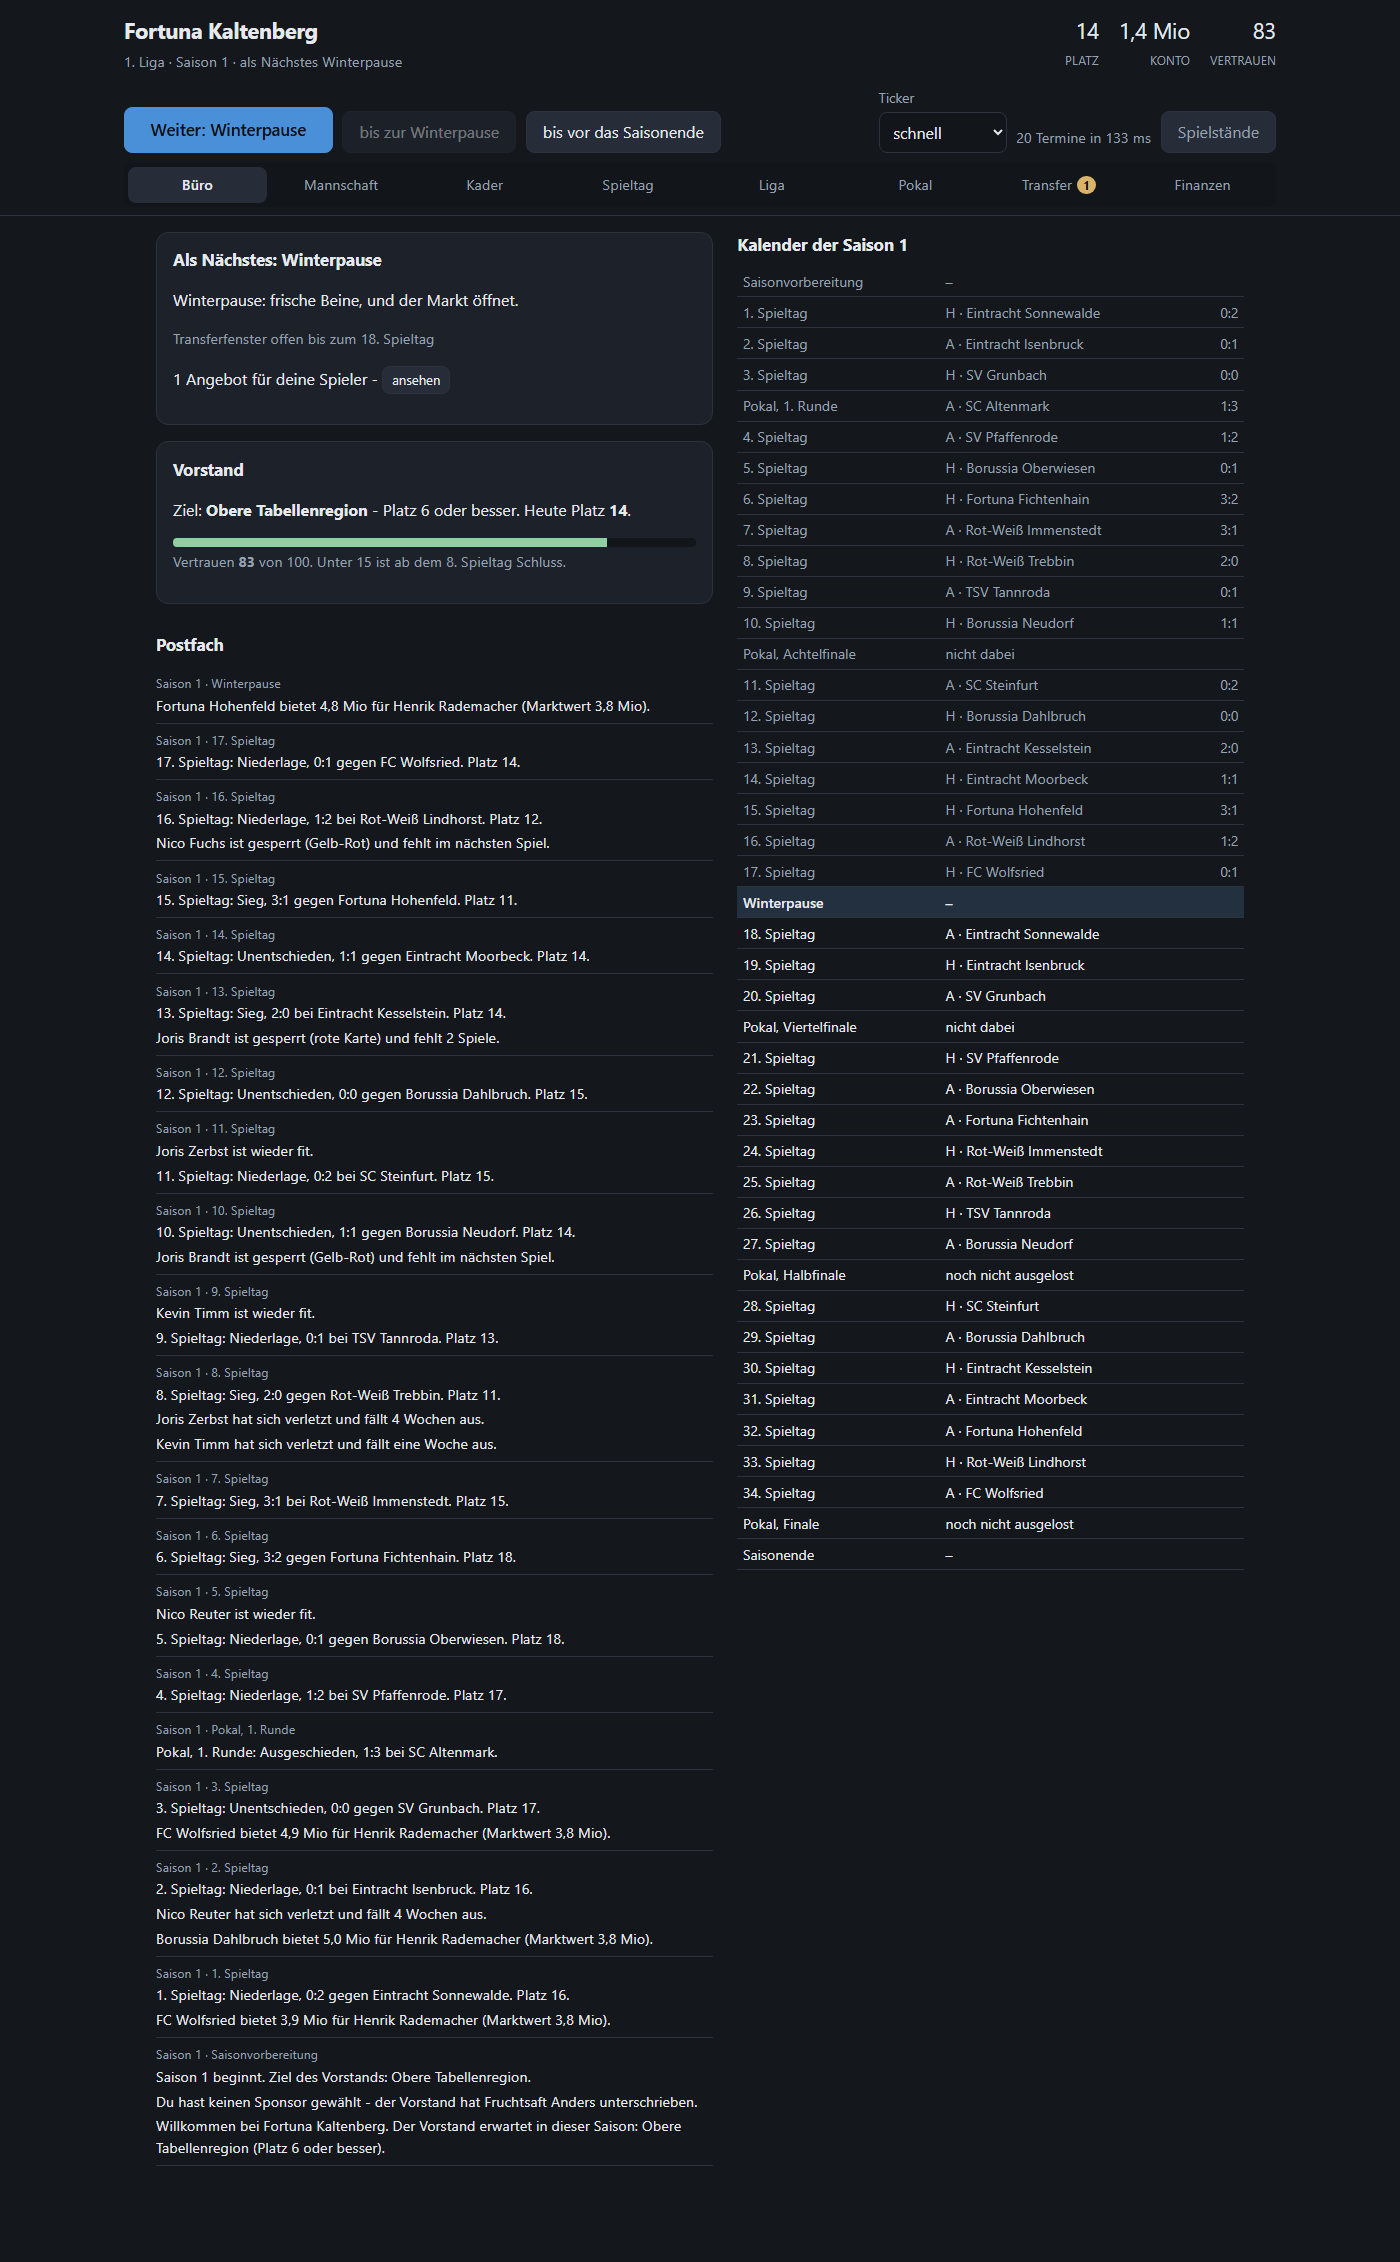 Fortuna Kaltenberg
1. Liga · Saison 1 · als Nächstes Winterpause
14
PLATZ
1,4 Mio
KONTO
83
VERTRAUEN
Weiter: Winterpause
bis zur Winterpause
bis vor das Saisonende
Ticker
schnell
20 Termine in 133 ms
Spielstände
Büro
Mannschaft
Kader
Spieltag
Liga
Pokal
Transfer 1
Finanzen
Als Nächstes: Winterpause
Winterpause: frische Beine, und der Markt öffnet.
Transferfenster offen bis zum 18. Spieltag
1 Angebot für deine Spieler - ansehen
Vorstand
Ziel: Obere Tabellenregion - Platz 6 oder besser. Heute Platz 14.
Vertrauen 83 von 100. Unter 15 ist ab dem 8. Spieltag Schluss.
Postfach
Saison 1 · Winterpause
Fortuna Hohenfeld bietet 4,8 Mio für Henrik Rademacher (Marktwert 3,8 Mio).
Saison 1 · 17. Spieltag
17. Spieltag: Niederlage, 0:1 gegen FC Wolfsried. Platz 14.
Saison 1 · 16. Spieltag
16. Spieltag: Niederlage, 1:2 bei Rot-Weiß Lindhorst. Platz 12.
Nico Fuchs ist gesperrt (Gelb-Rot) und fehlt im nächsten Spiel.
Saison 1 · 15. Spieltag
15. Spieltag: Sieg, 3:1 gegen Fortuna Hohenfeld. Platz 11.
Saison 1 · 14. Spieltag
14. Spieltag: Unentschieden, 1:1 gegen Eintracht Moorbeck. Platz 14.
Saison 1 · 13. Spieltag
13. Spieltag: Sieg, 2:0 bei Eintracht Kesselstein. Platz 14.
Joris Brandt ist gesperrt (rote Karte) und fehlt 2 Spiele.
Saison 1 · 12. Spieltag
12. Spieltag: Unentschieden, 0:0 gegen Borussia Dahlbruch. Platz 15.
Saison 1 · 11. Spieltag
Joris Zerbst ist wieder fit.
11. Spieltag: Niederlage, 0:2 bei SC Steinfurt. Platz 15.
Saison 1 · 10. Spieltag
10. Spieltag: Unentschieden, 1:1 gegen Borussia Neudorf. Platz 14.
Joris Brandt ist gesperrt (Gelb-Rot) und fehlt im nächsten Spiel.
Saison 1 · 9. Spieltag
Kevin Timm ist wieder fit.
9. Spieltag: Niederlage, 0:1 bei TSV Tannroda. Platz 13.
Saison 1 · 8. Spieltag
8. Spieltag: Sieg, 2:0 gegen Rot-Weiß Trebbin. Platz 11.
Joris Zerbst hat sich verletzt und fällt 4 Wochen aus.
Kevin Timm hat sich verletzt und fällt eine Woche aus.
Saison 1 · 7. Spieltag
7. Spieltag: Sieg, 3:1 bei Rot-Weiß Immenstedt. Platz 15.
Saison 1 · 6. Spieltag
6. Spieltag: Sieg, 3:2 gegen Fortuna Fichtenhain. Platz 18.
Saison 1 · 5. Spieltag
Nico Reuter ist wieder fit.
5. Spieltag: Niederlage, 0:1 gegen Borussia Oberwiesen. Platz 18.
Saison 1 · 4. Spieltag
4. Spieltag: Niederlage, 1:2 bei SV Pfaffenrode. Platz 17.
Saison 1 · Pokal, 1. Runde
Pokal, 1. Runde: Ausgeschieden, 1:3 bei SC Altenmark.
Saison 1 · 3. Spieltag
3. Spieltag: Unentschieden, 0:0 gegen SV Grunbach. Platz 17.
FC Wolfsried bietet 4,9 Mio für Henrik Rademacher (Marktwert 3,8 Mio).
Saison 1 · 2. Spieltag
2. Spieltag: Niederlage, 0:1 bei Eintracht Isenbruck. Platz 16.
Nico Reuter hat sich verletzt und fällt 4 Wochen aus.
Borussia Dahlbruch bietet 5,0 Mio für Henrik Rademacher (Marktwert 3,8 Mio).
Saison 1 · 1. Spieltag
1. Spieltag: Niederlage, 0:2 gegen Eintracht Sonnewalde. Platz 16.
FC Wolfsried bietet 3,9 Mio für Henrik Rademacher (Marktwert 3,8 Mio).
Saison 1 · Saisonvorbereitung
Saison 1 beginnt. Ziel des Vorstands: Obere Tabellenregion.
Du hast keinen Sponsor gewählt - der Vorstand hat Fruchtsaft Anders unterschrieben.
Willkommen bei Fortuna Kaltenberg. Der Vorstand erwartet in dieser Saison: Obere
Tabellenregion (Platz 6 oder besser).
Kalender der Saison 1
Saisonvorbereitung –
1. Spieltag H · Eintracht Sonnewalde 0:2
2. Spieltag A · Eintracht Isenbruck 0:1
3. Spieltag H · SV Grunbach 0:0
Pokal, 1. Runde A · SC Altenmark 1:3
4. Spieltag A · SV Pfaffenrode 1:2
5. Spieltag H · Borussia Oberwiesen 0:1
6. Spieltag H · Fortuna Fichtenhain 3:2
7. Spieltag A · Rot-Weiß Immenstedt 3:1
8. Spieltag H · Rot-Weiß Trebbin 2:0
9. Spieltag A · TSV Tannroda 0:1
10. Spieltag H · Borussia Neudorf 1:1
Pokal, Achtelfinale nicht dabei
11. Spieltag A · SC Steinfurt 0:2
12. Spieltag H · Borussia Dahlbruch 0:0
13. Spieltag A · Eintracht Kesselstein 2:0
14. Spieltag H · Eintracht Moorbeck 1:1
15. Spieltag H · Fortuna Hohenfeld 3:1
16. Spieltag A · Rot-Weiß Lindhorst 1:2
17. Spieltag H · FC Wolfsried 0:1
Winterpause –
18. Spieltag A · Eintracht Sonnewalde
19. Spieltag H · Eintracht Isenbruck
20. Spieltag A · SV Grunbach
Pokal, Viertelfinale nicht dabei
21. Spieltag H · SV Pfaffenrode
22. Spieltag A · Borussia Oberwiesen
23. Spieltag A · Fortuna Fichtenhain
24. Spieltag H · Rot-Weiß Immenstedt
25. Spieltag A · Rot-Weiß Trebbin
26. Spieltag H · TSV Tannroda
27. Spieltag A · Borussia Neudorf
Pokal, Halbfinale noch nicht ausgelost
28. Spieltag H · SC Steinfurt
29. Spieltag A · Borussia Dahlbruch
30. Spieltag H · Eintracht Kesselstein
31. Spieltag A · Eintracht Moorbeck
32. Spieltag A · Fortuna Hohenfeld
33. Spieltag H · Rot-Weiß Lindhorst
34. Spieltag A · FC Wolfsried
Pokal, Finale noch nicht ausgelost
Saisonende –